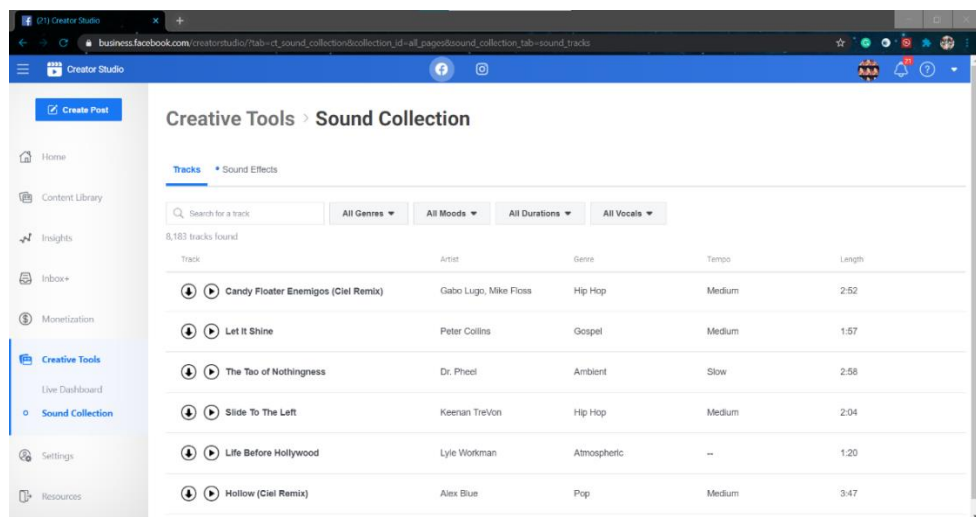 (21) Creator Studio
business.facebook.com/creatorstudio/?tab=ct_sound_collection&collection_id=all_pages&sound_collection_tab=sound_tracks
Creator Studio
21
Create Post
Home
Content Library
Insights
Inbox+
Monetization
Creative Tools
Live Dashboard
Sound Collection
Settings
Resources
Creative Tools > Sound Collection
Tracks • Sound Effects
Search for a track All Genres All Moods All Durations All Vocals
8,183 tracks found
Track Artist Genre Tempo Length
Candy Floater Enemigos (Ciel Remix) Gabo Lugo, Mike Floss Hip Hop Medium 2:52
Let It Shine Peter Collins Gospel Medium 1:57
The Tao of Nothingness Dr. Pheel Ambient Slow 2:58
Slide To The Left Keenan TreVon Hip Hop Medium 2:04
Life Before Hollywood Lyle Workman Atmospheric -- 1:20
Hollow (Ciel Remix) Alex Blue Pop Medium 3:47